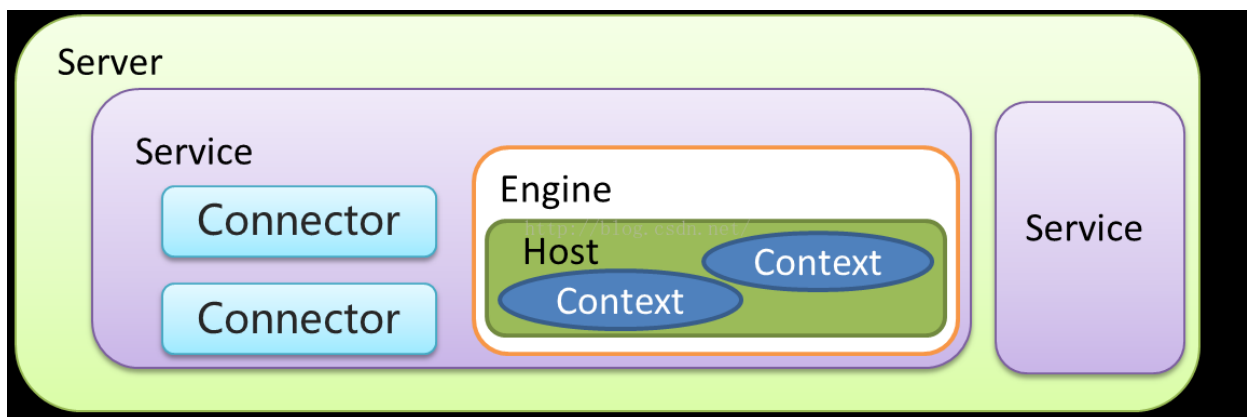 Server
Service
Connector
Connector
Engine
http://blog.csdn.net/
Host
Context
Context
Service